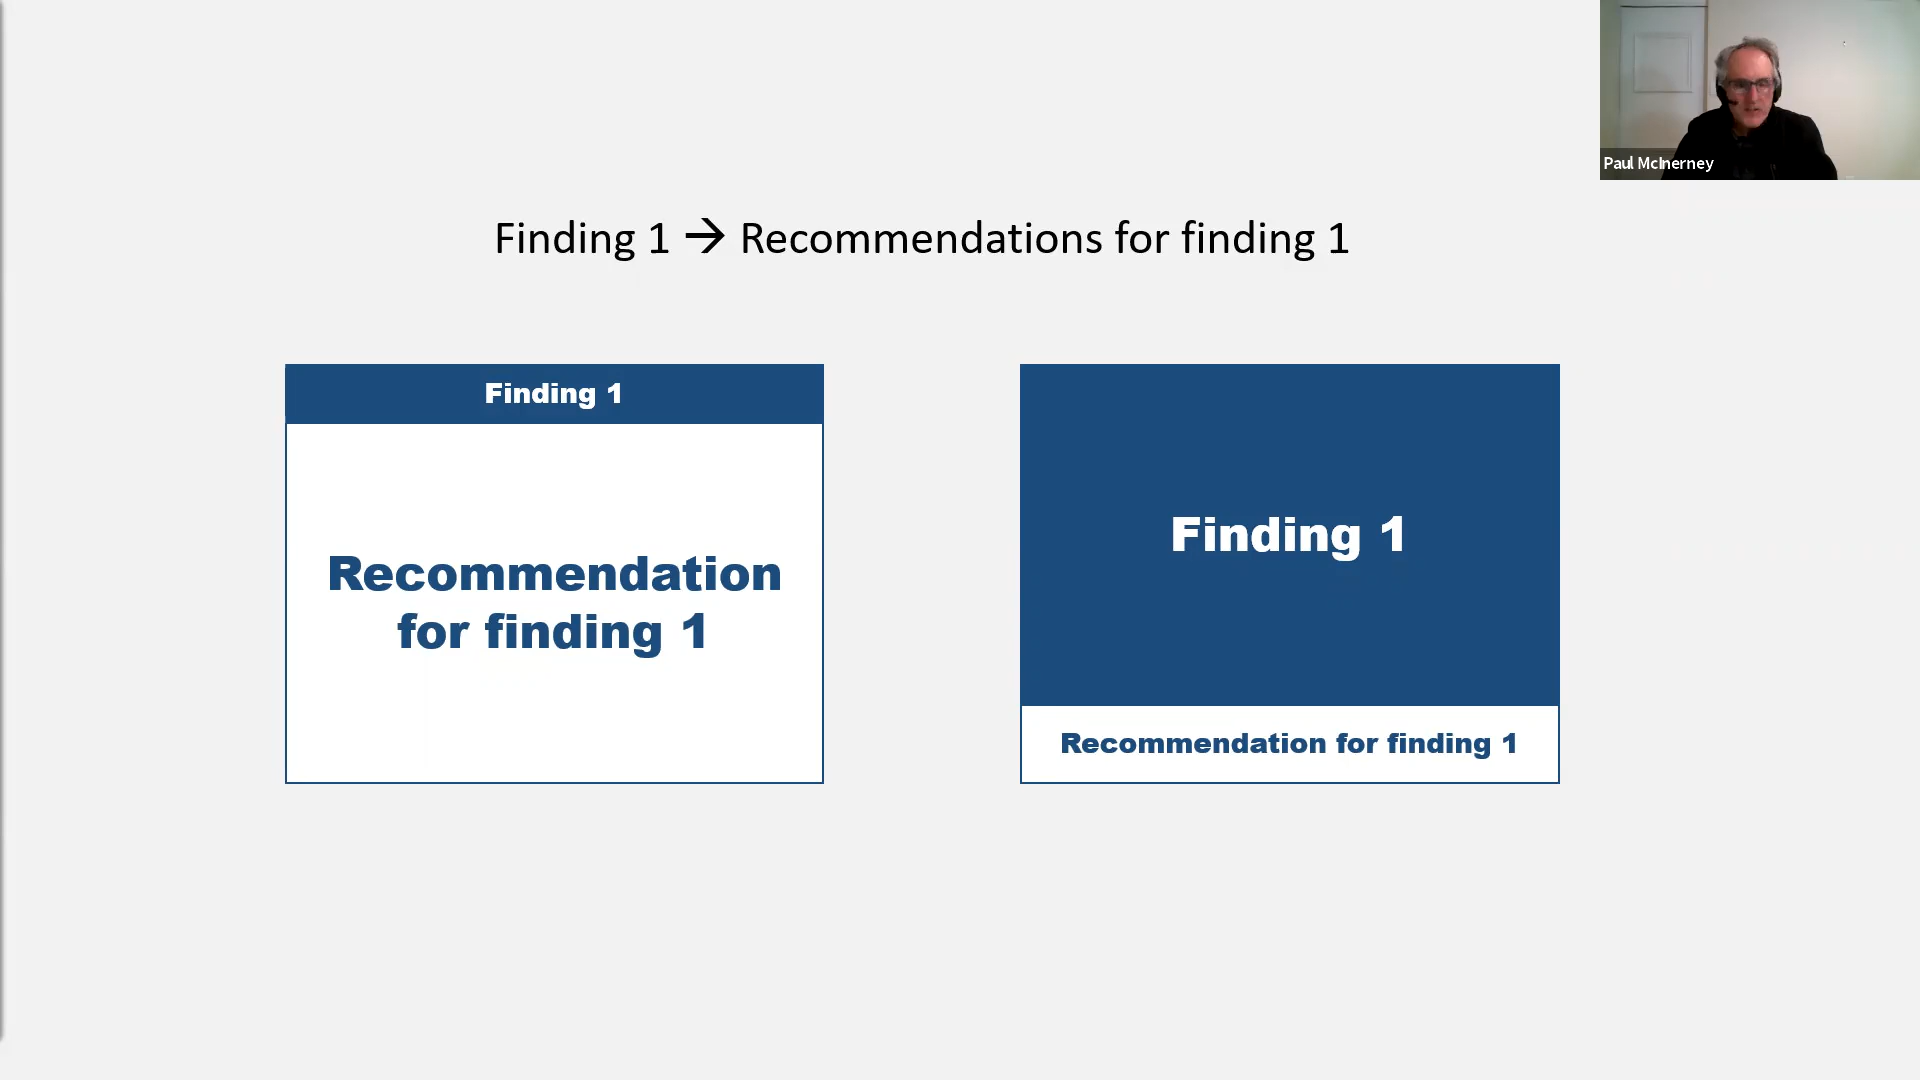 Paul McInerney
Finding 1 → Recommendations for finding 1
Finding 1
Recommendation
for finding 1
Finding 1
Recommendation for finding 1